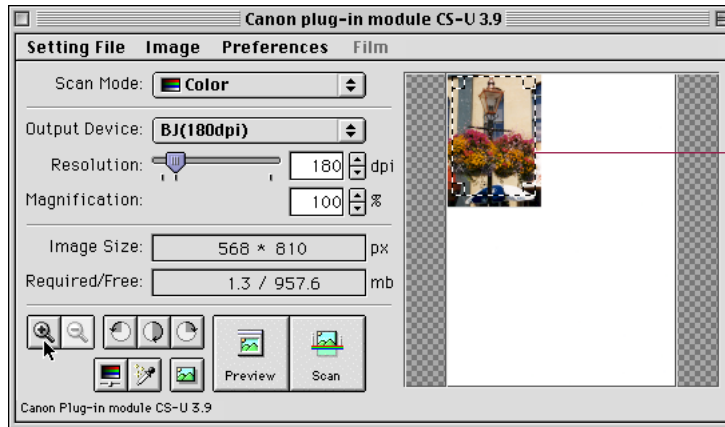 Canon plug-in module CS-U 3.9
Setting File Image Preferences Film
Scan Mode: Color
Output Device: BJ(180dpi)
Resolution: 180 dpi
Magnification: 100 %
Image Size: 568 * 810 px
Required/Free: 1.3 / 957.6 mb
Preview Scan
Canon Plug-in module CS-U 3.9